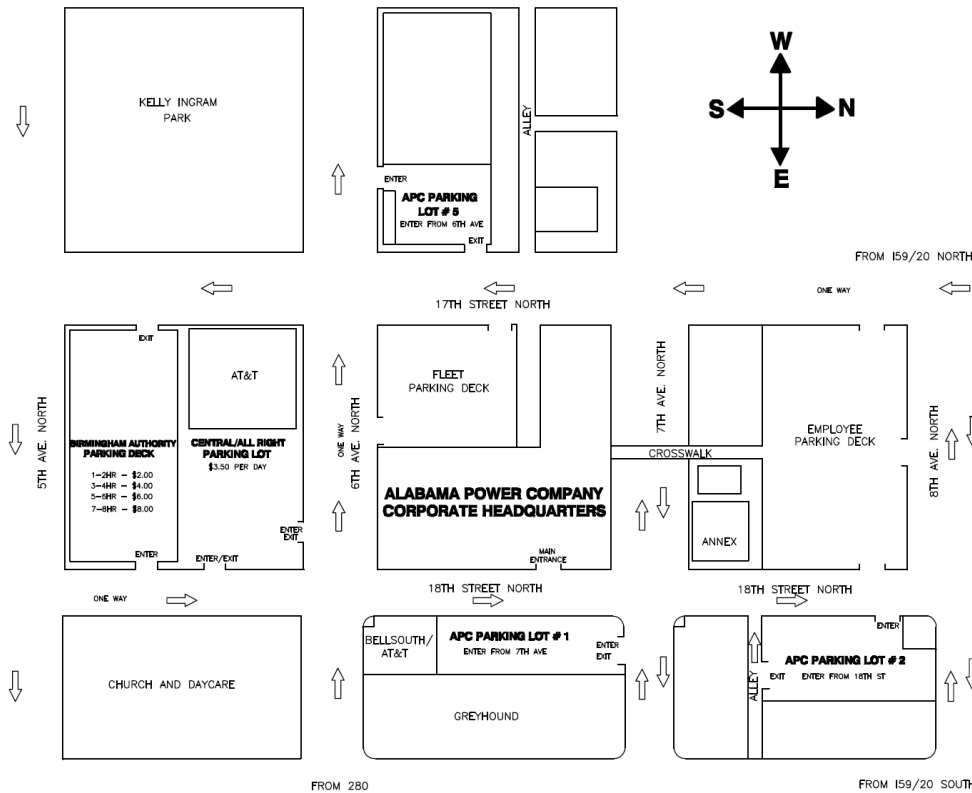 KELLY INGRAM
PARK
ALLEY
ENTER
APC PARKING
LOT # 5
ENTER FROM 6TH AVE
EXIT
W
S
N
E
FROM I59/20 NORTH
ONE WAY
17TH STREET NORTH
EXIT
AT&T
FLEET
PARKING DECK
7TH AVE. NORTH
EMPLOYEE
PARKING DECK
5TH AVE. NORTH
BIRMINGHAM AUTHORITY
PARKING DECK
1-2HR - $2.00
3-4HR - $4.00
5-6HR - $6.00
7-8HR - $8.00
CENTRAL/ALL RIGHT
PARKING LOT
$3.50 PER DAY
ONE WAY
6TH AVE. NORTH
CROSSWALK
8TH AVE. NORTH
ALABAMA POWER COMPANY
CORPORATE HEADQUARTERS
ENTER
EXIT
ANNEX
ENTER
ENTER/EXIT
MAIN
ENTRANCE
ONE WAY
18TH STREET NORTH
18TH STREET NORTH
CHURCH AND DAYCARE
BELLSOUTH/
AT&T
APC PARKING LOT # 1
ENTER FROM 7TH AVE
ENTER
EXIT
GREYHOUND
ALLEY
ENTER
APC PARKING LOT # 2
EXIT
ENTER FROM 18TH ST
FROM 280
FROM I59/20 SOUTH